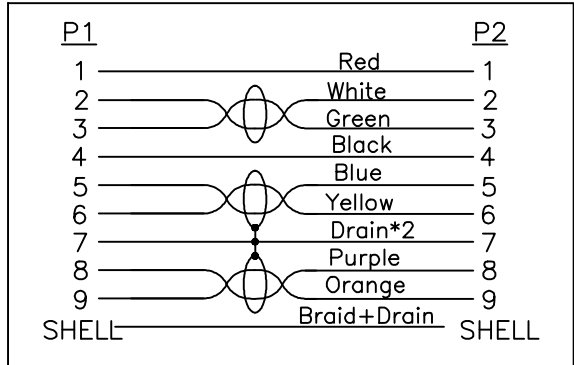 P1 P2
1 Red 1
2 White 2
3 Green 3
4 Black 4
5 Blue 5
6 Yellow 6
7 Drain*2 7
8 Purple 8
9 Orange 9
SHELL Braid+Drain SHELL